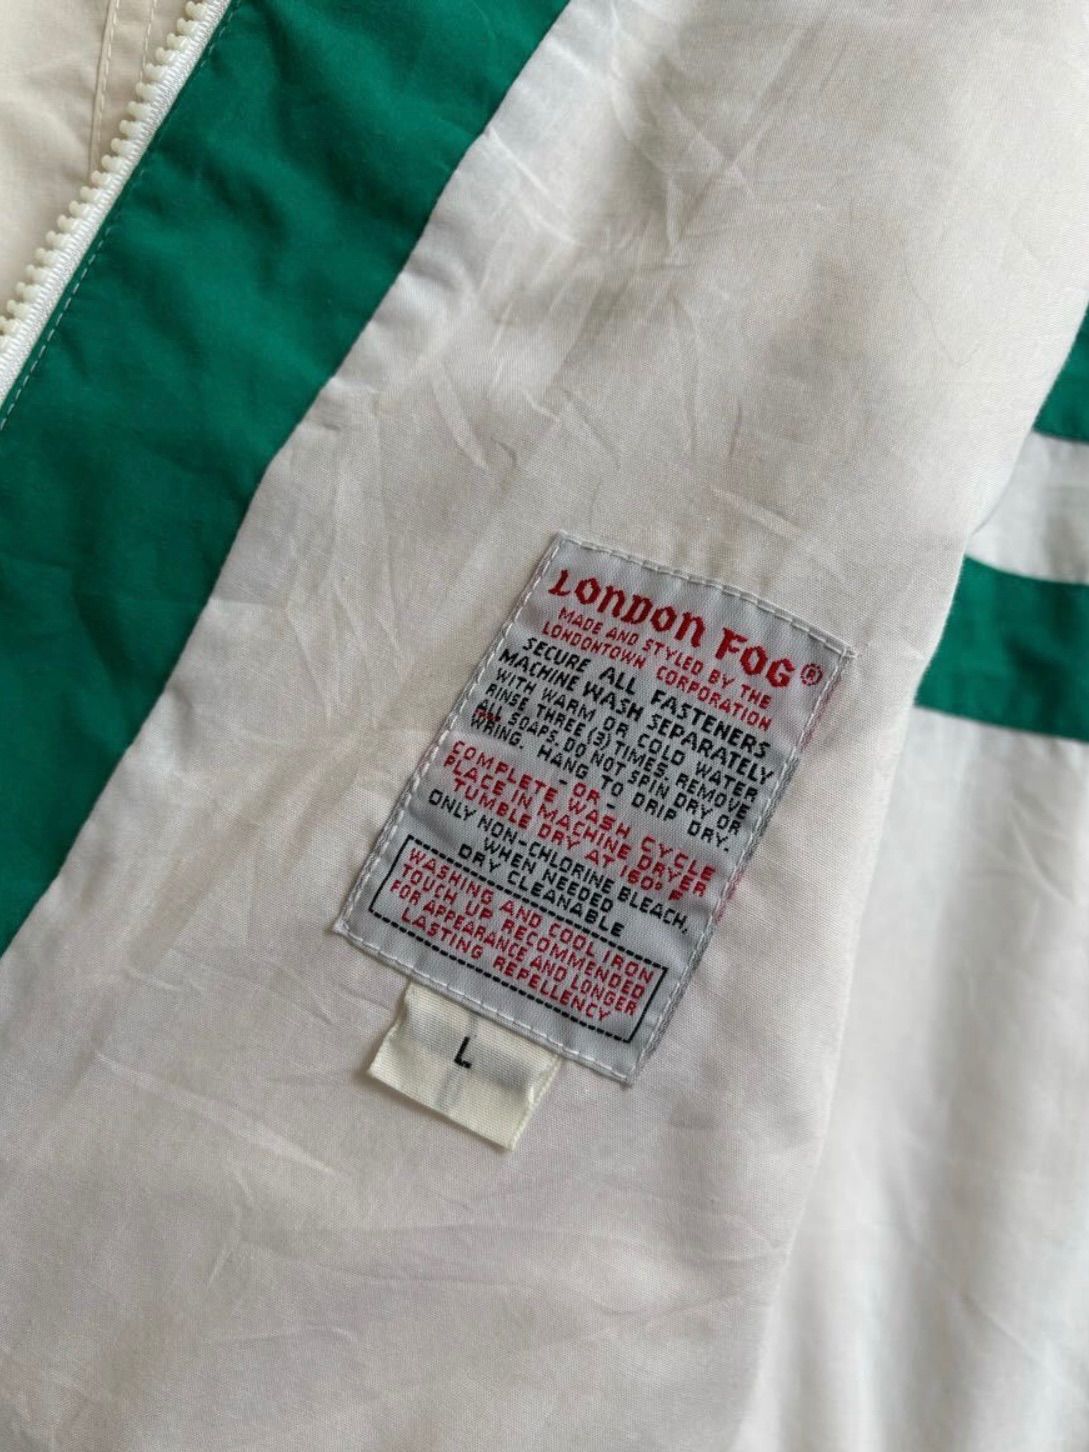 LONDON FOG®
MADE AND STYLED BY THE
LONDONTOWN CORPORATION
SECURE ALL FASTENERS
MACHINE WASH SEPARATELY
WITH WARM OR COLD WATER
RINSE THREE (3) TIMES. REMOVE
ALL SOAPS. DO NOT SPIN DRY OR
WRING. HANG TO DRIP DRY.
- OR -
COMPLETE WASH CYCLE
PLACE IN MACHINE DRYER
TUMBLE DRY AT 160° F
ONLY NON-CHLORINE BLEACH,
WHEN NEEDED
DRY CLEANABLE
WASHING AND COOL IRON
TOUCH UP RECOMMENDED
FOR APPEARANCE AND LONGER
LASTING REPELLENCY
L